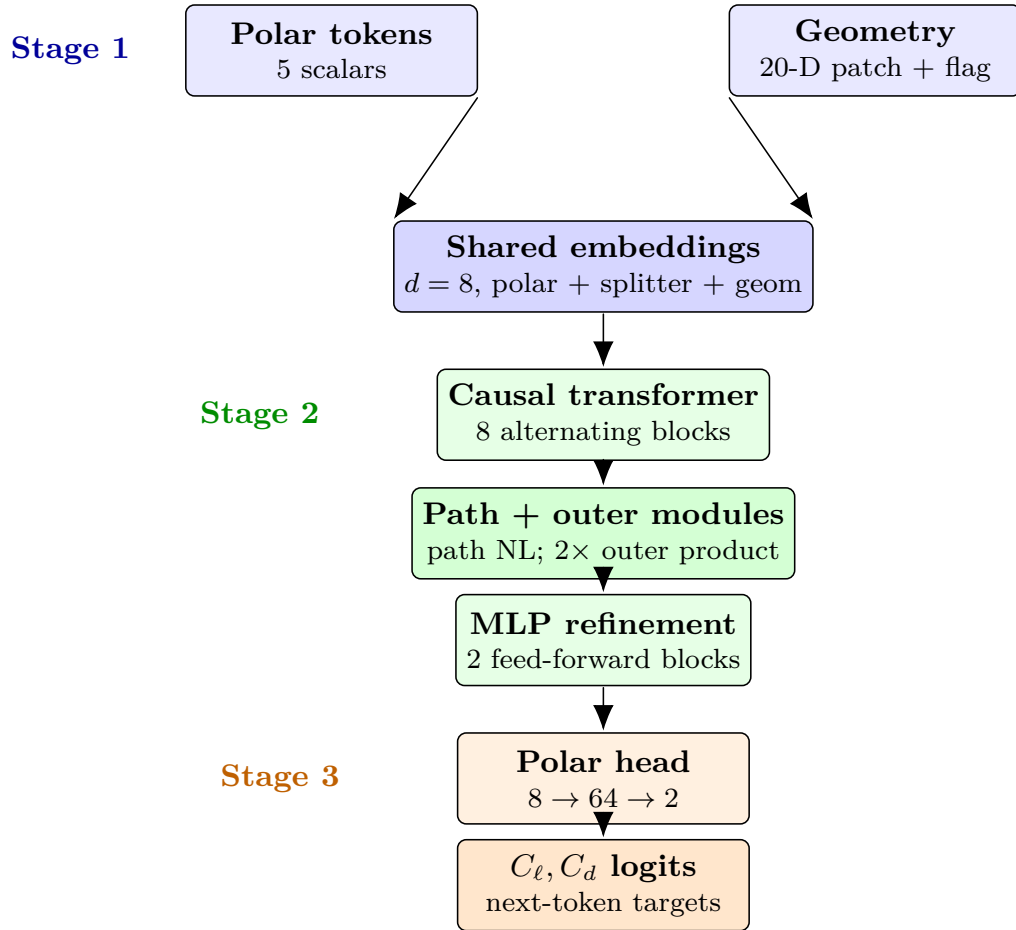 Stage 1
Polar tokens
5 scalars
Geometry
20-D patch + flag
Shared embeddings
d = 8, polar + splitter + geom
Stage 2
Causal transformer
8 alternating blocks
Path + outer modules
path NL; 2× outer product
MLP refinement
2 feed-forward blocks
Stage 3
Polar head
8 → 64 → 2
C_ℓ, C_d logits
next-token targets